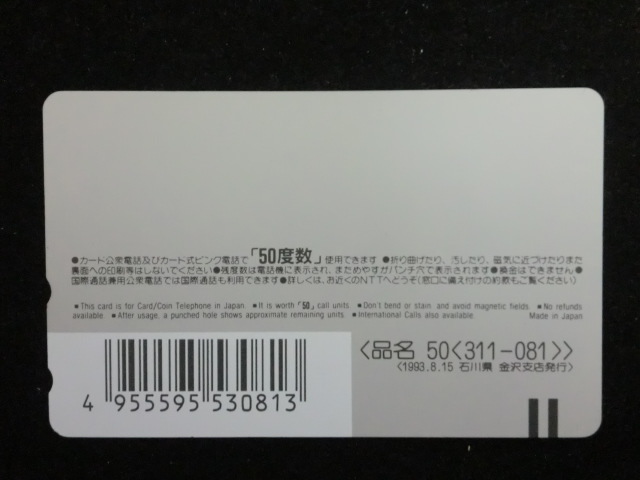 ●カード公衆電話及びカード式ピンク電話で「50度数」使用できます ●折り曲げたり、汚したり、磁気に近づけたりまた
裏面への印刷等はしないでください ●残度数は電話機に表示され、まためやすがパンチ穴で表示されます ●換金はできません ●
国際通話兼用公衆電話では国際通話も利用できます ●詳しくは、お近くのNTTへどうぞ(窓口に備え付けの約款もご覧ください)
■ This card is for Card/Coin Telephone in Japan. ■ It is worth「50」call units ■ Don't bend or stain and avoid magnetic fields ■ No refunds
available. ■ After usage, a punched hole shows approximate remaining units. ■ International Calls also available. Made in Japan
〈品名 50〈311-081〉〉
〈1993.8.15 石川県 金沢支店発行〉
4 955595 530813